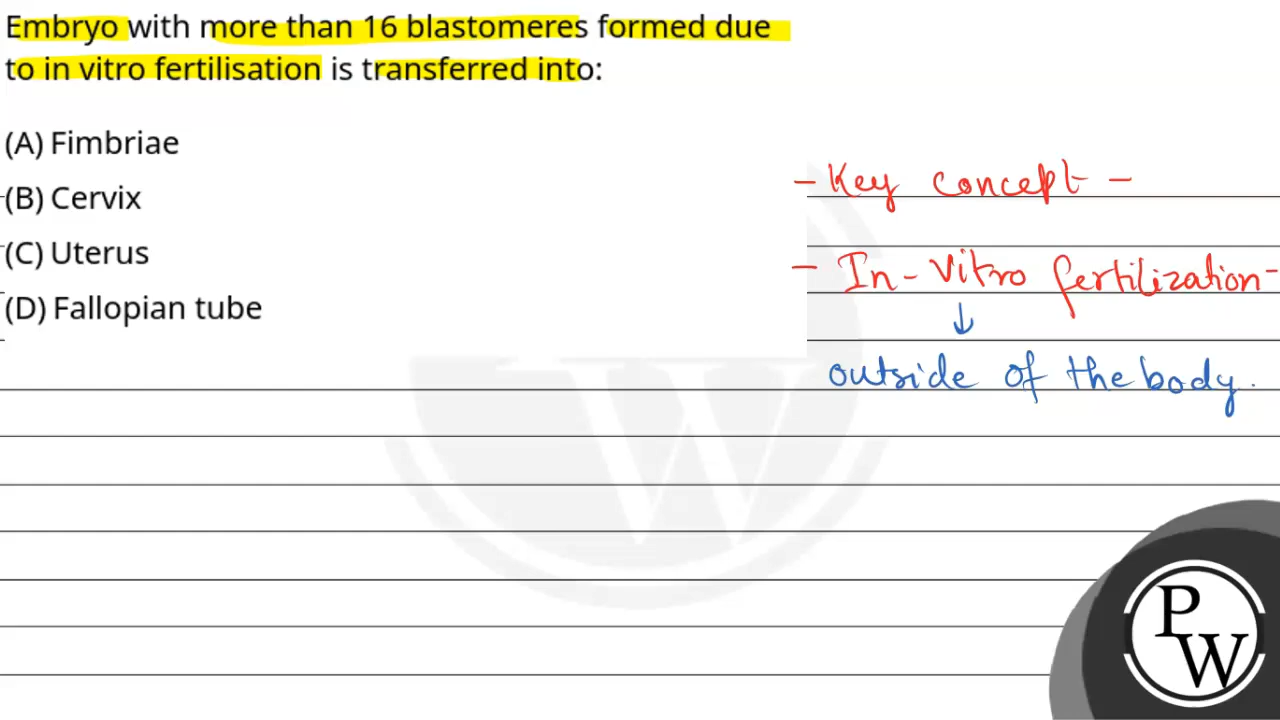 Embryo with more than 16 blastomeres formed due
to in vitro fertilisation is transferred into:
(A) Fimbriae
(B) Cervix
(C) Uterus
(D) Fallopian tube
- Key concept -
- In-vitro fertilization-
↓
outside of the body.
PW